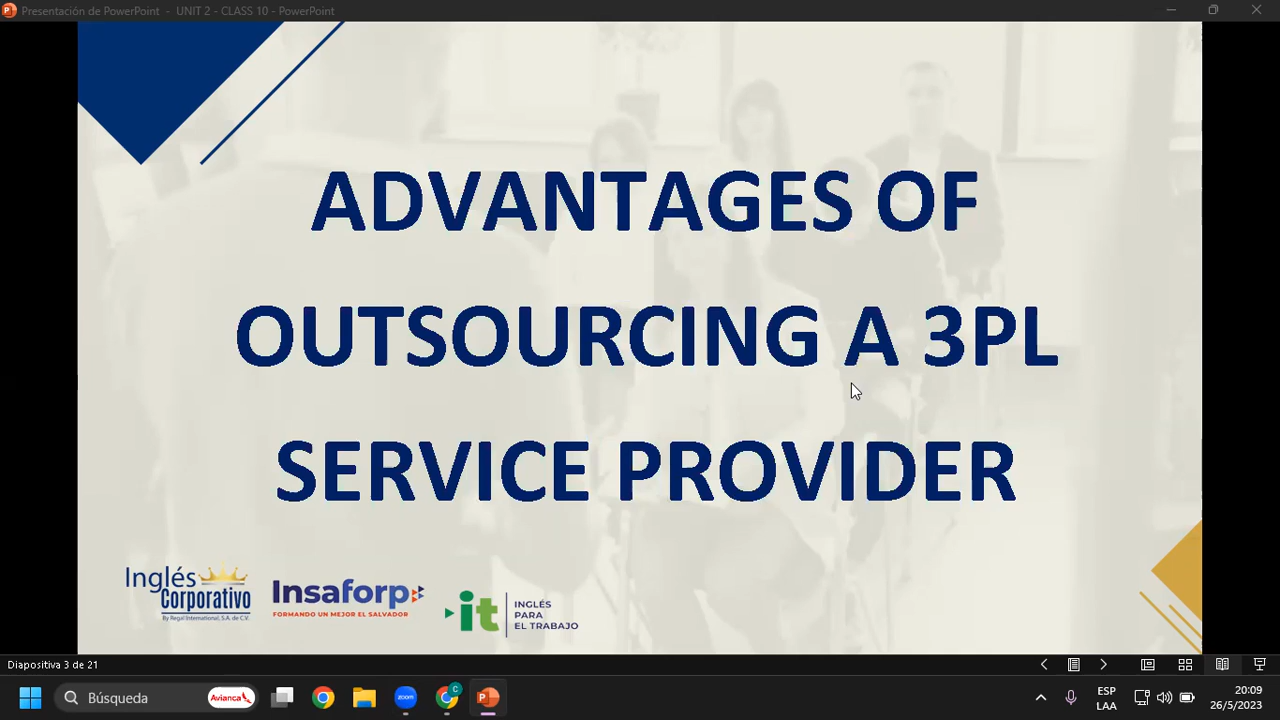 Presentación de PowerPoint - UNIT 2 - CLASS 10 - PowerPoint
ADVANTAGES OF
OUTSOURCING A 3PL
SERVICE PROVIDER
Inglés
Corporativo
By Regal International, S.A. de C.V.
Insaforp
FORMANDO UN MEJOR EL SALVADOR
it
INGLÉS
PARA
EL TRABAJO
Diapositiva 3 de 21
Búsqueda
Avianca
zoom
C
ESP
LAA
20:09
26/5/2023